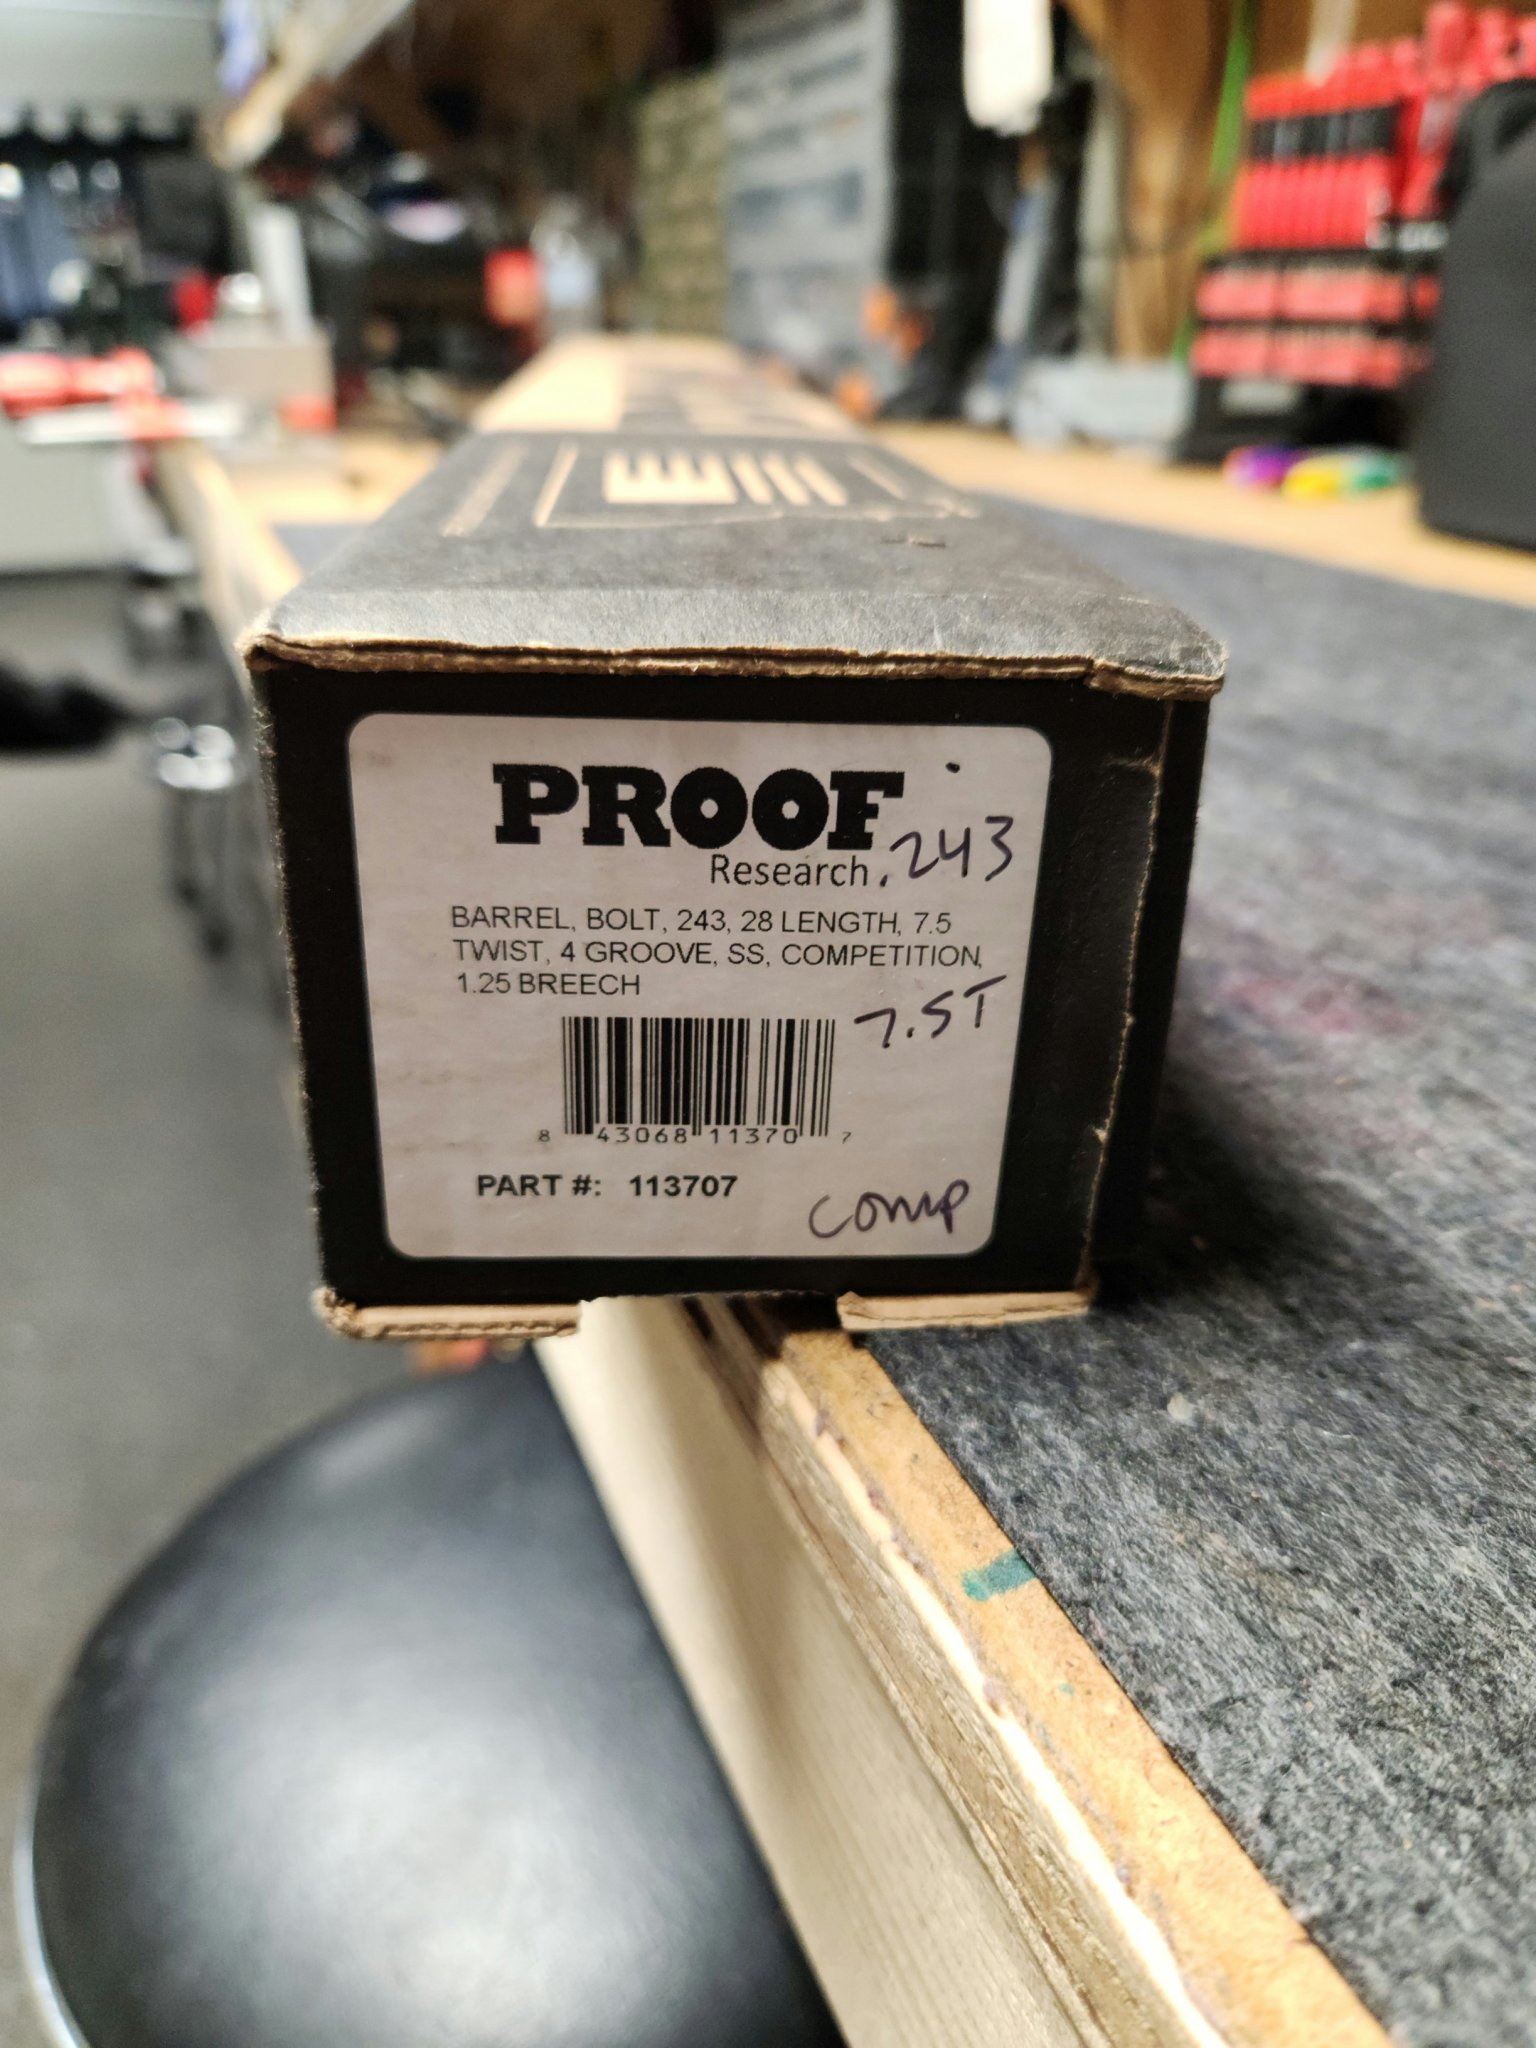 PROOF
Research
.243
BARREL, BOLT, 243, 28 LENGTH, 7.5
TWIST, 4 GROOVE, SS, COMPETITION,
1.25 BREECH
7.5T
8 43068 11370 7
PART #: 113707
comp